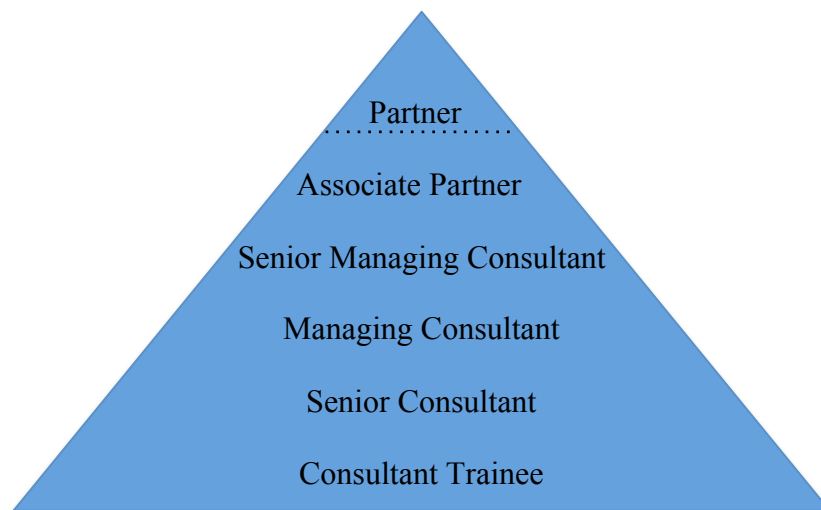 Partner
Associate Partner
Senior Managing Consultant
Managing Consultant
Senior Consultant
Consultant Trainee